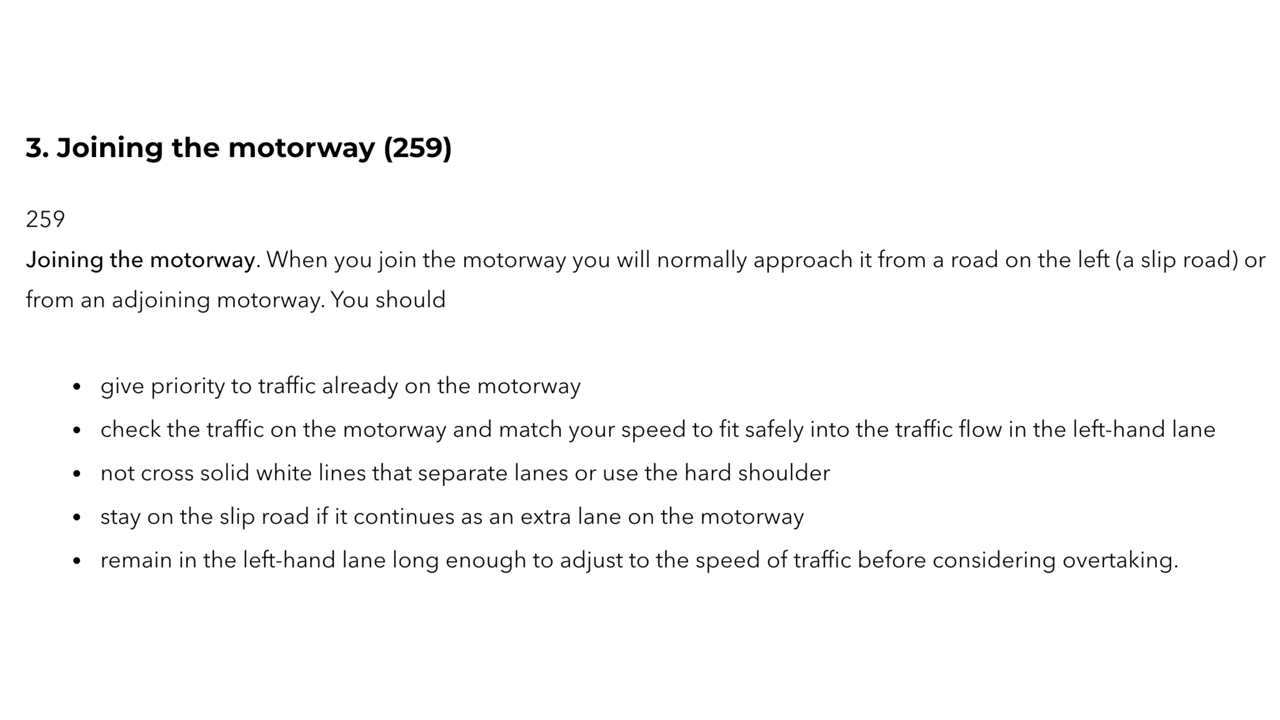 3. Joining the motorway (259)
259
Joining the motorway. When you join the motorway you will normally approach it from a road on the left (a slip road) or
from an adjoining motorway. You should
• give priority to traffic already on the motorway
• check the traffic on the motorway and match your speed to fit safely into the traffic flow in the left-hand lane
• not cross solid white lines that separate lanes or use the hard shoulder
• stay on the slip road if it continues as an extra lane on the motorway
• remain in the left-hand lane long enough to adjust to the speed of traffic before considering overtaking.